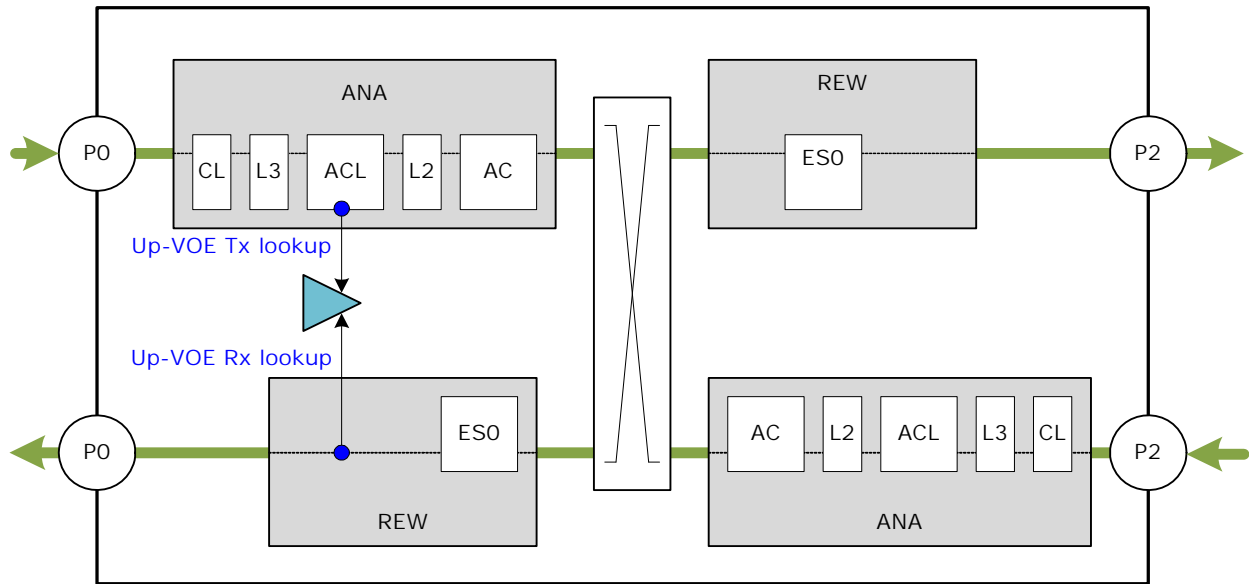 ANA
REW
P0
CL
L3
ACL
L2
AC
ES0
P2
Up-VOE Tx lookup
Up-VOE Rx lookup
P0
ES0
REW
AC
L2
ACL
L3
CL
ANA
P2